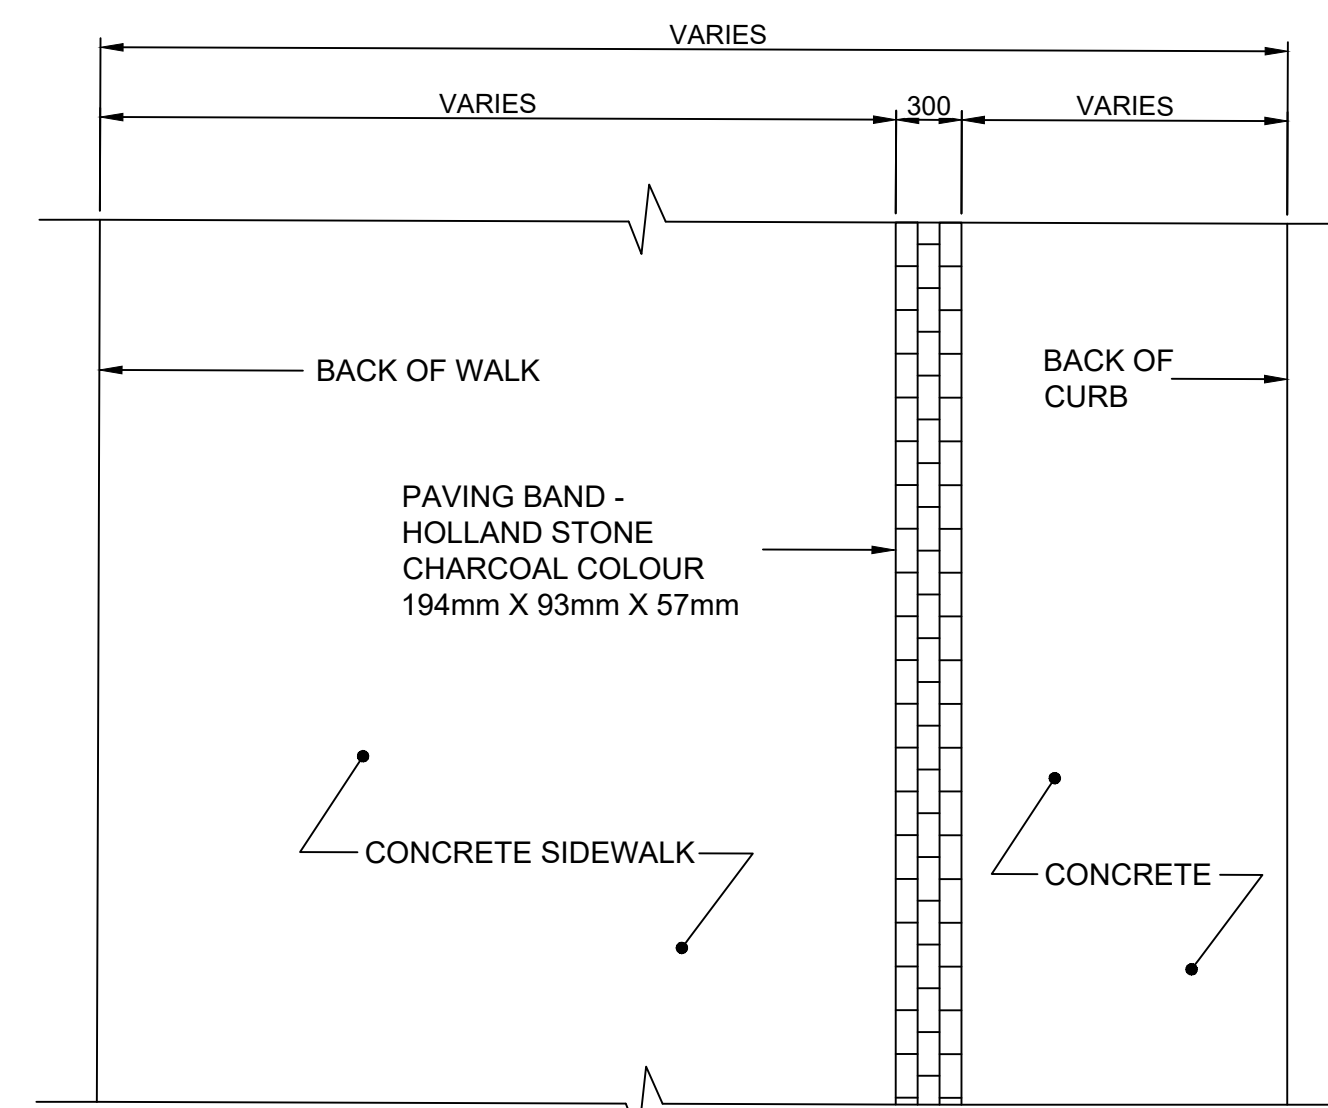 VARIES
VARIES
300
VARIES
BACK OF WALK
BACK OF
CURB
PAVING BAND -
HOLLAND STONE
CHARCOAL COLOUR
194mm X 93mm X 57mm
CONCRETE SIDEWALK
CONCRETE